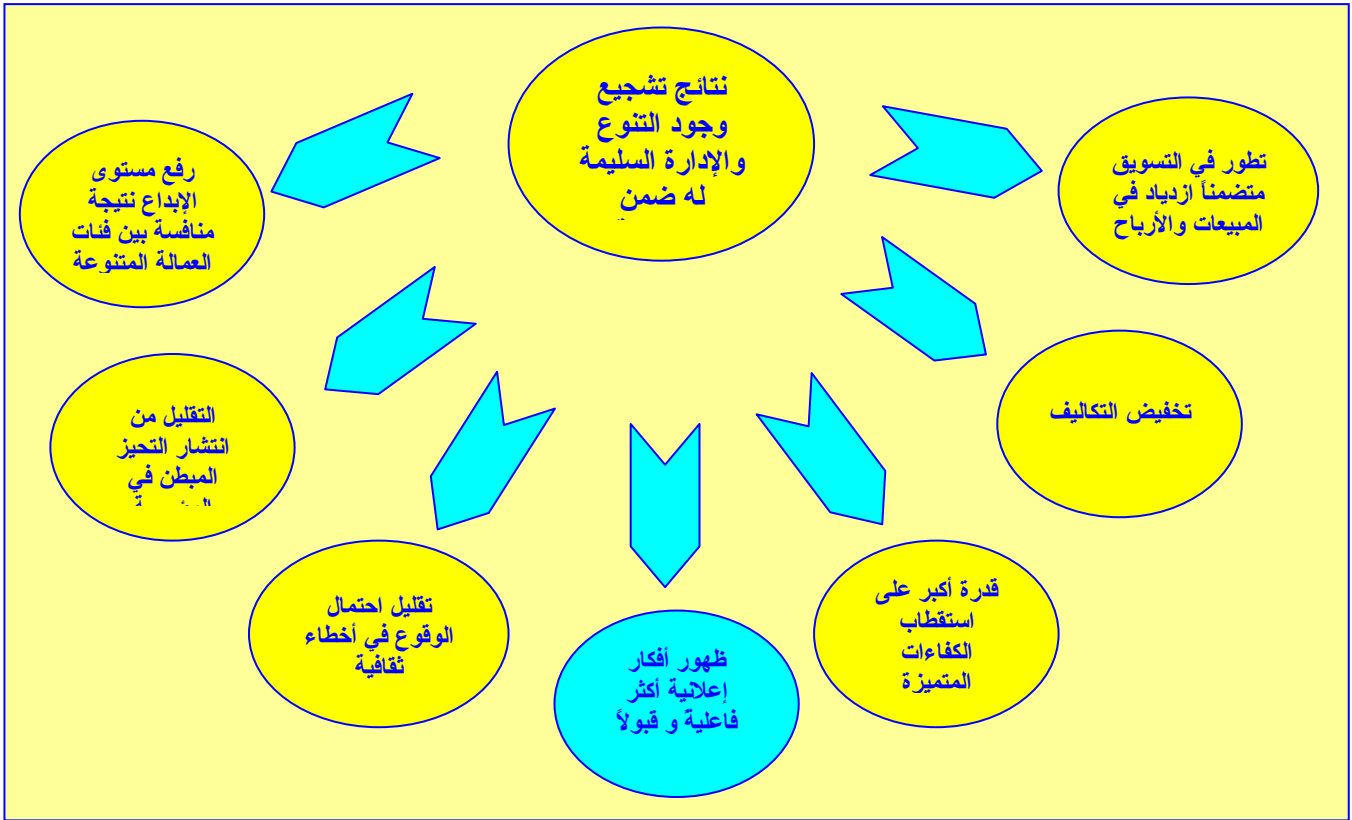 نتائج تشجيع
وجود التنوع
والإدارة السليمة
له ضمن
تطور في التسويق
متضمناً ازدياد في
المبيعات والأرباح
تخفيض التكاليف
قدرة أكبر على
استقطاب
الكفاءات
المتميزة
ظهور أفكار
إعلانية أكثر
فاعليةً و قبولاً
تقليل احتمال
الوقوع في أخطاء
ثقافية
التقليل من
انتشار التحيز
المبطن في
رفع مستوى
الإبداع نتيجة
منافسة بين فئات
العمالة المتنوعة